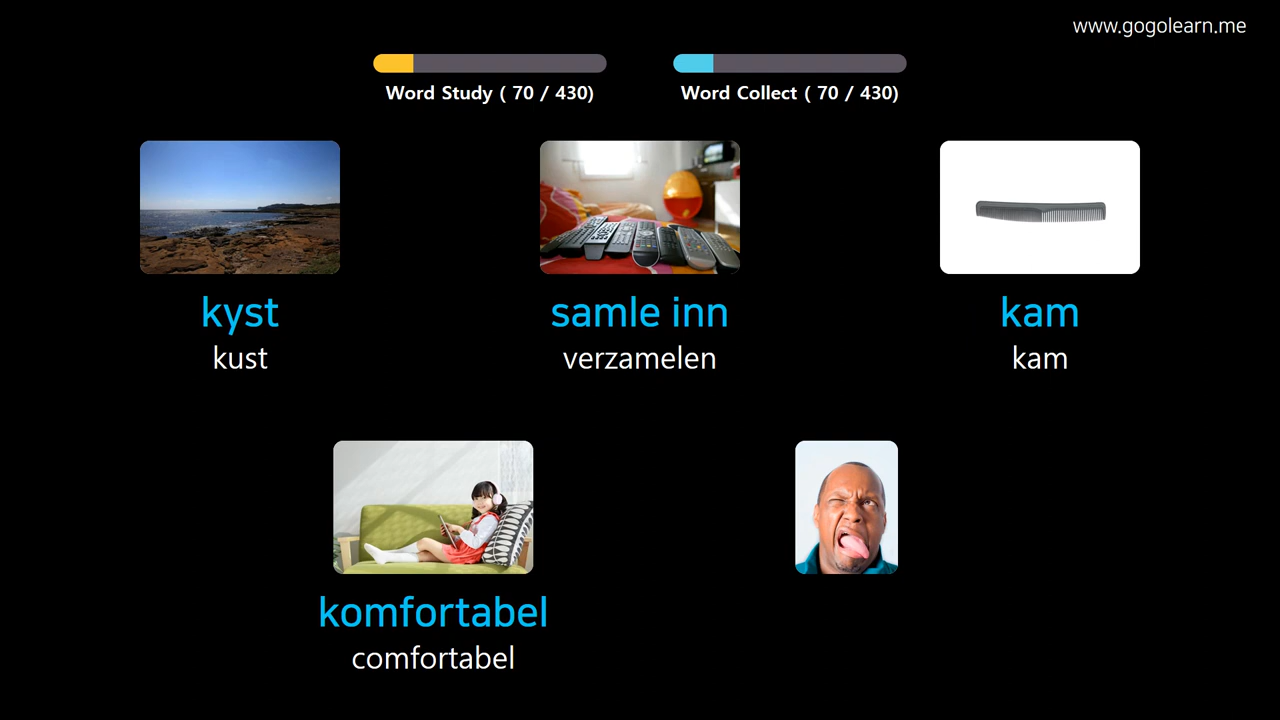 www.gogolearn.me
Word Study ( 70 / 430)
Word Collect ( 70 / 430)
kyst
kust
samle inn
verzamelen
kam
kam
komfortabel
comfortabel